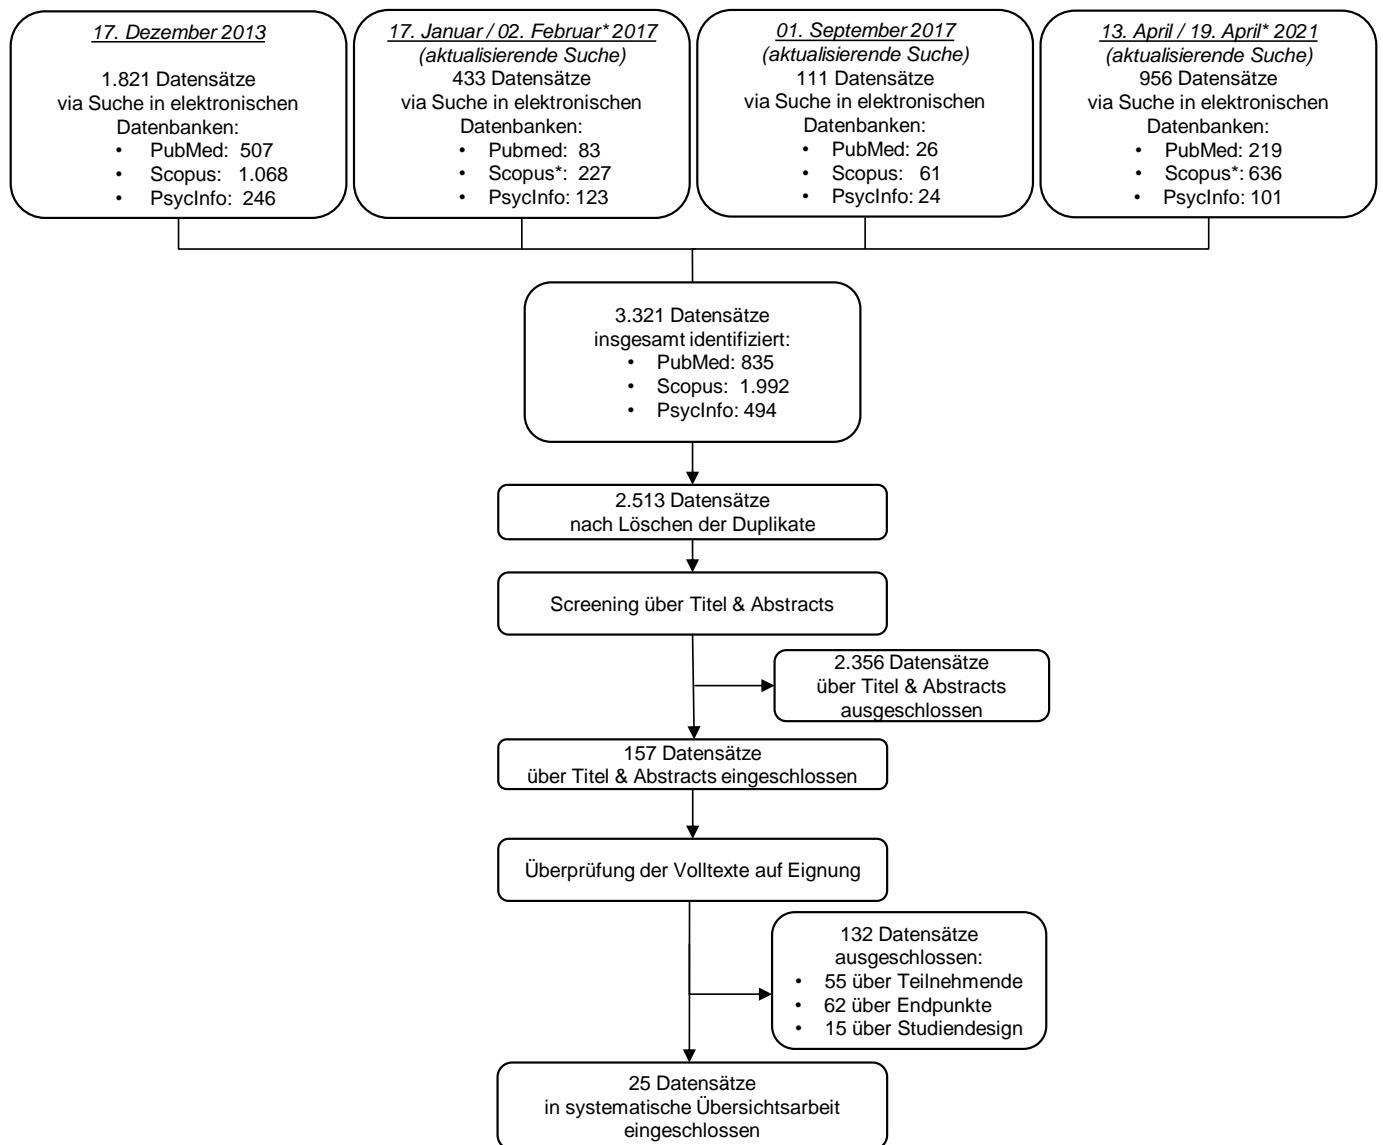 17. Dezember 2013
1.821 Datensätze
via Suche in elektronischen
Datenbanken:
• PubMed: 507
• Scopus: 1.068
• PsycInfo: 246
17. Januar / 02. Februar* 2017
(aktualisierende Suche)
433 Datensätze
via Suche in elektronischen
Datenbanken:
• Pubmed: 83
• Scopus*: 227
• PsycInfo: 123
01. September 2017
(aktualisierende Suche)
111 Datensätze
via Suche in elektronischen
Datenbanken:
• PubMed: 26
• Scopus: 61
• PsycInfo: 24
13. April / 19. April* 2021
(aktualisierende Suche)
956 Datensätze
via Suche in elektronischen
Datenbanken:
• PubMed: 219
• Scopus*: 636
• PsycInfo: 101
3.321 Datensätze
insgesamt identifiziert:
• PubMed: 835
• Scopus: 1.992
• PsycInfo: 494
2.513 Datensätze
nach Löschen der Duplikate
Screening über Titel & Abstracts
2.356 Datensätze
über Titel & Abstracts
ausgeschlossen
157 Datensätze
über Titel & Abstracts eingeschlossen
Überprüfung der Volltexte auf Eignung
132 Datensätze
ausgeschlossen:
• 55 über Teilnehmende
• 62 über Endpunkte
• 15 über Studiendesign
25 Datensätze
in systematische Übersichtsarbeit
eingeschlossen